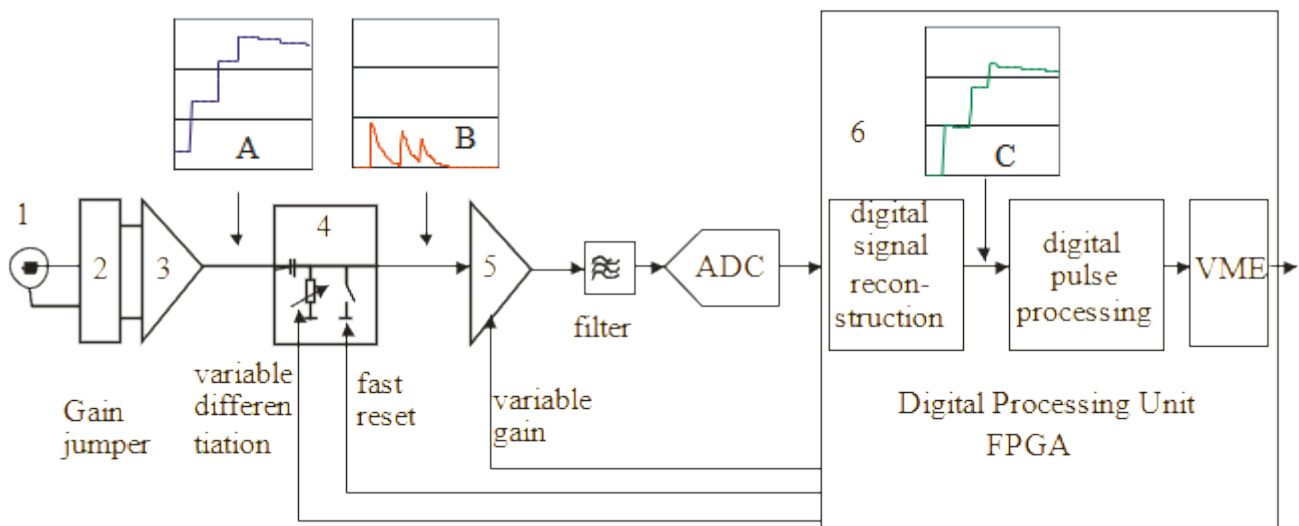 A
B
6
C
1
2
3
4
5
ADC
filter
digital
signal
recon-
struction
digital
pulse
processing
VME
Gain
jumper
variable
differen
tiation
fast
reset
variable
gain
Digital Processing Unit
FPGA